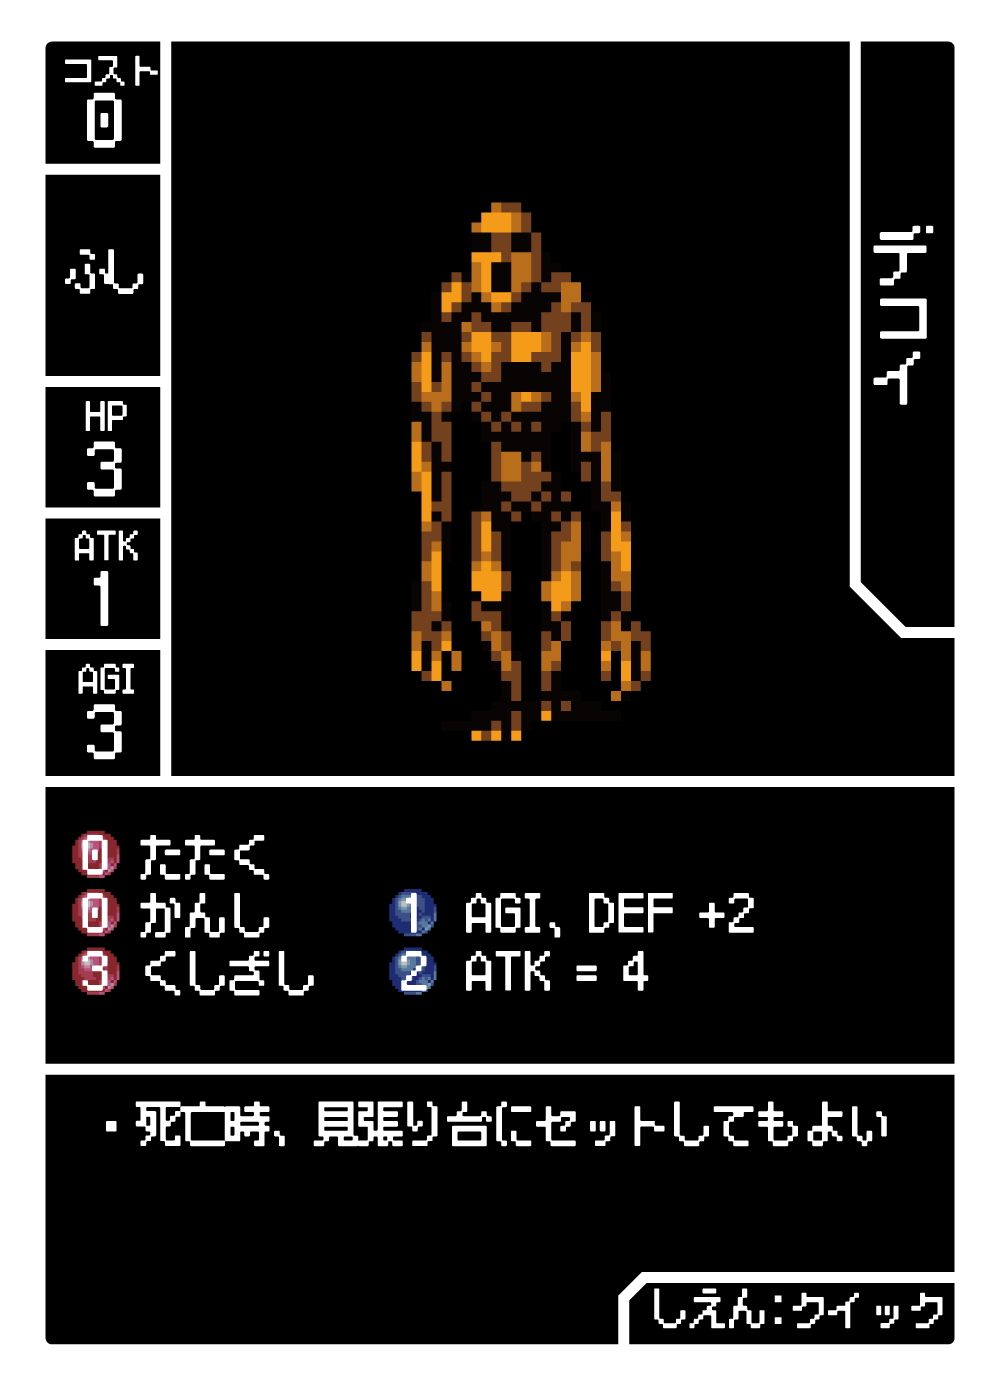 コスト
0
ふし
HP
3
ATK
1
AGI
3
デコイ
0 たたく
0 かんし 1 AGI、DEF +2
3 くしざし 2 ATK = 4
・死亡時、見張り台にセットしてもよい
しえん:クイック